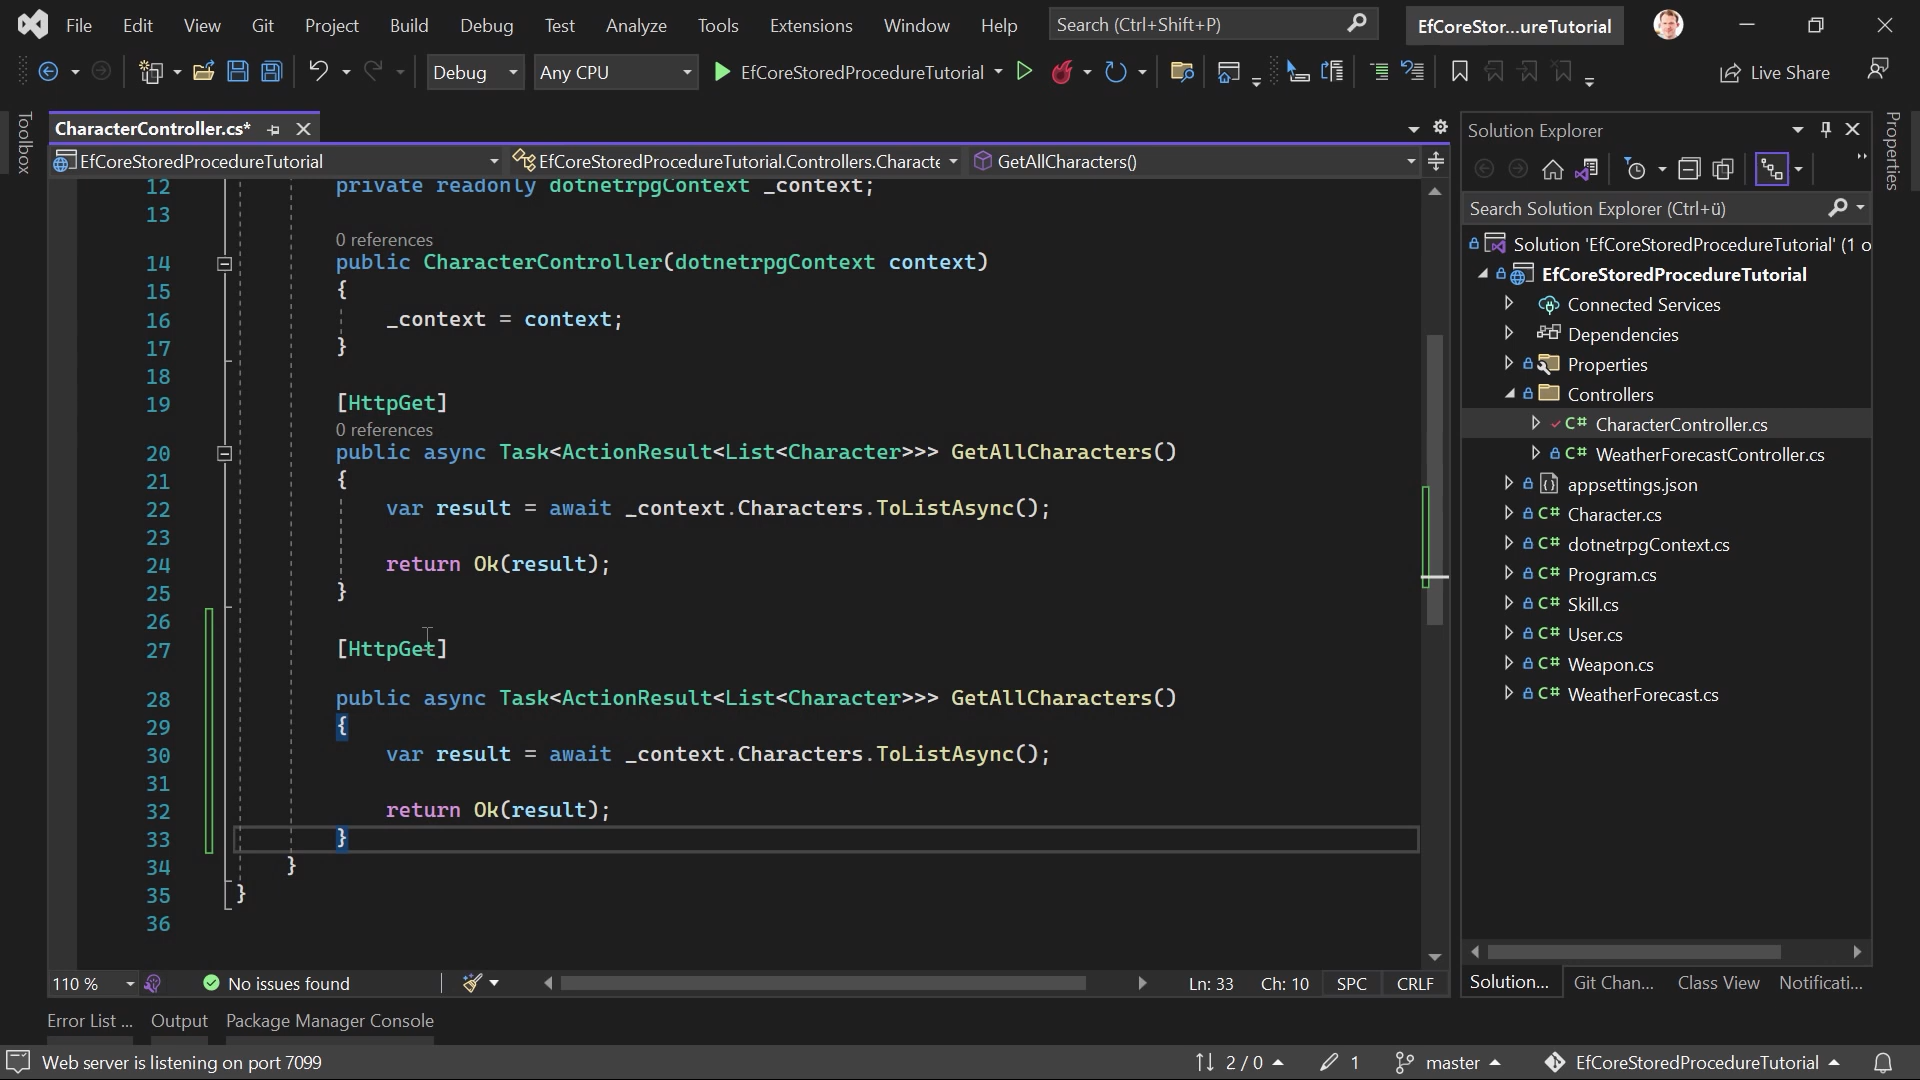 File Edit View Git Project Build Debug Test Analyze Tools Extensions Window Help Search (Ctrl+Shift+P) EfCoreStor...ureTutorial
Debug Any CPU EfCoreStoredProcedureTutorial Live Share
Toolbox
CharacterController.cs*
EfCoreStoredProcedureTutorial EfCoreStoredProcedureTutorial.Controllers.Characte GetAllCharacters()
12 private readonly dotnetrpgContext _context;
13
0 references
14 public CharacterController(dotnetrpgContext context)
15 {
16 _context = context;
17 }
18
19 [HttpGet]
0 references
20 public async Task<ActionResult<List<Character>>> GetAllCharacters()
21 {
22 var result = await _context.Characters.ToListAsync();
23
24 return Ok(result);
25 }
26
27 [HttpGet]
28 public async Task<ActionResult<List<Character>>> GetAllCharacters()
29 {
30 var result = await _context.Characters.ToListAsync();
31
32 return Ok(result);
33 }
34 }
35 }
36
110 % No issues found Ln: 33 Ch: 10 SPC CRLF
Solution Explorer
Search Solution Explorer (Ctrl+ü)
Solution 'EfCoreStoredProcedureTutorial' (1 o
EfCoreStoredProcedureTutorial
Connected Services
Dependencies
Properties
Controllers
C# CharacterController.cs
C# WeatherForecastController.cs
appsettings.json
C# Character.cs
C# dotnetrpgContext.cs
C# Program.cs
C# Skill.cs
C# User.cs
C# Weapon.cs
C# WeatherForecast.cs
Solution... Git Chan... Class View Notificati...
Properties
Error List ... Output Package Manager Console
Web server is listening on port 7099 2 / 0 1 master EfCoreStoredProcedureTutorial